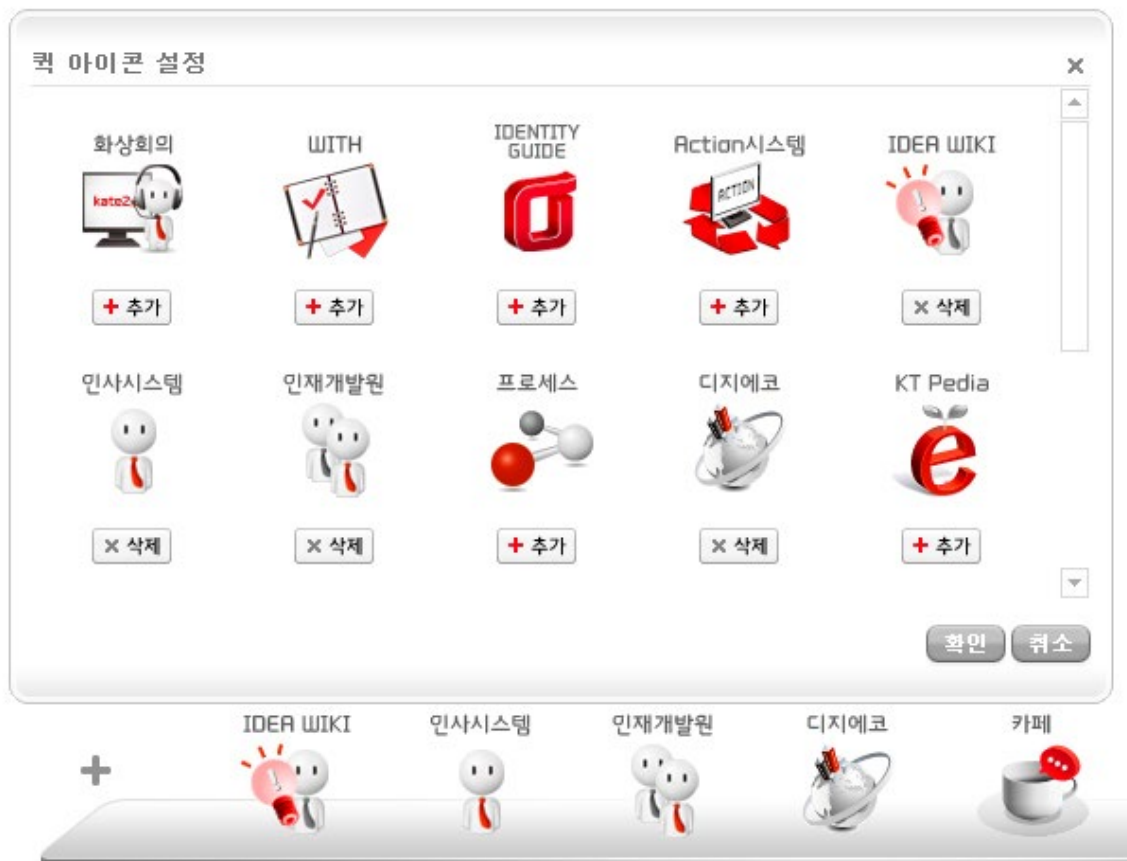 퀵 아이콘 설정
화상회의
WITH
IDENTITY
GUIDE
Action시스템
IDEA WIKI
kate2.
ACTION
추가
추가
추가
추가
삭제
인사시스템
인재개발원
프로세스
디지에코
KT Pedia
삭제
삭제
추가
삭제
추가
확인
취소
IDEA WIKI
인사시스템
인재개발원
디지에코
카페